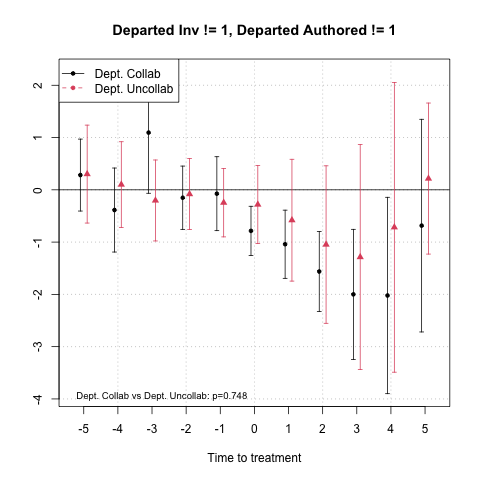 Departed Inv != 1, Departed Authored != 1
Dept. Collab
Dept. Uncollab
2
1
0
-1
-2
-3
-4
Dept. Collab vs Dept. Uncollab: p=0.748
-5 -4 -3 -2 -1 0 1 2 3 4 5
Time to treatment